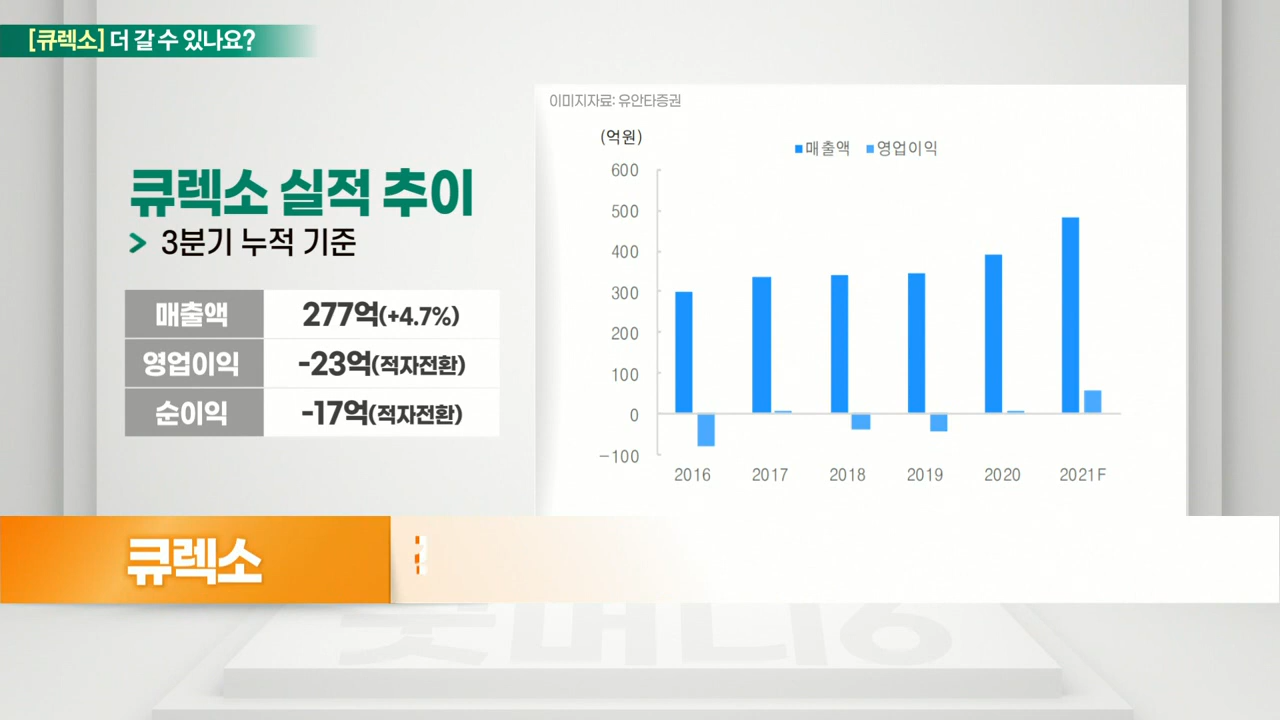 [큐렉소] 더 갈 수 있나요?
이미지자료: 유안타증권
큐렉소 실적 추이
> 3분기 누적 기준
매출액 277억(+4.7%)
영업이익 -23억(적자전환)
순이익 -17억(적자전환)
(억원)
매출액 영업이익
600
500
400
300
200
100
0
-100
2016 2017 2018 2019 2020 2021F
큐렉소